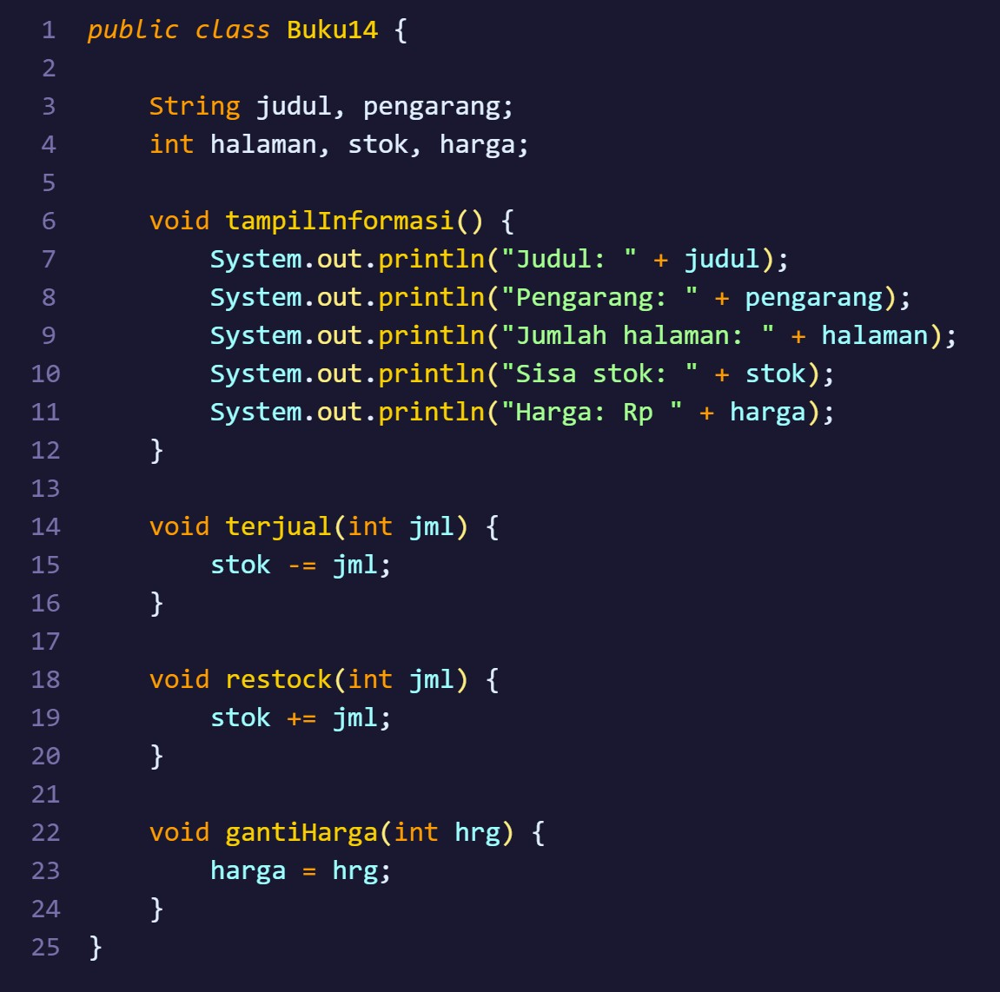 1 public class Buku14 {
2
3     String judul, pengarang;
4     int halaman, stok, harga;
5
6     void tampilInformasi() {
7         System.out.println("Judul: " + judul);
8         System.out.println("Pengarang: " + pengarang);
9         System.out.println("Jumlah halaman: " + halaman);
10         System.out.println("Sisa stok: " + stok);
11         System.out.println("Harga: Rp " + harga);
12     }
13
14     void terjual(int jml) {
15         stok -= jml;
16     }
17
18     void restock(int jml) {
19         stok += jml;
20     }
21
22     void gantiHarga(int hrg) {
23         harga = hrg;
24     }
25 }